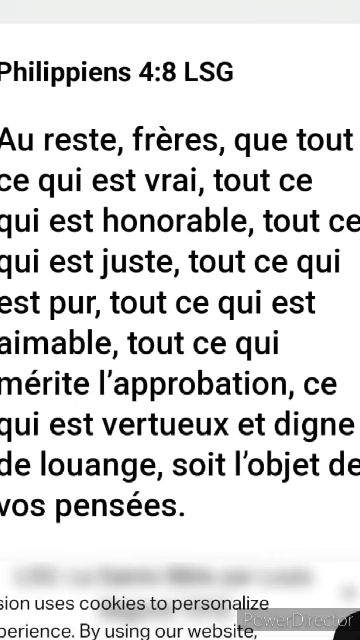 Philippiens 4:8 LSG
Au reste, frères, que tout
ce qui est vrai, tout ce
qui est honorable, tout ce
qui est juste, tout ce qui
est pur, tout ce qui est
aimable, tout ce qui
mérite l’approbation, ce
qui est vertueux et digne
de louange, soit l’objet de
vos pensées.
sion uses cookies to personalize
perience. By using our website,
PowerDirector